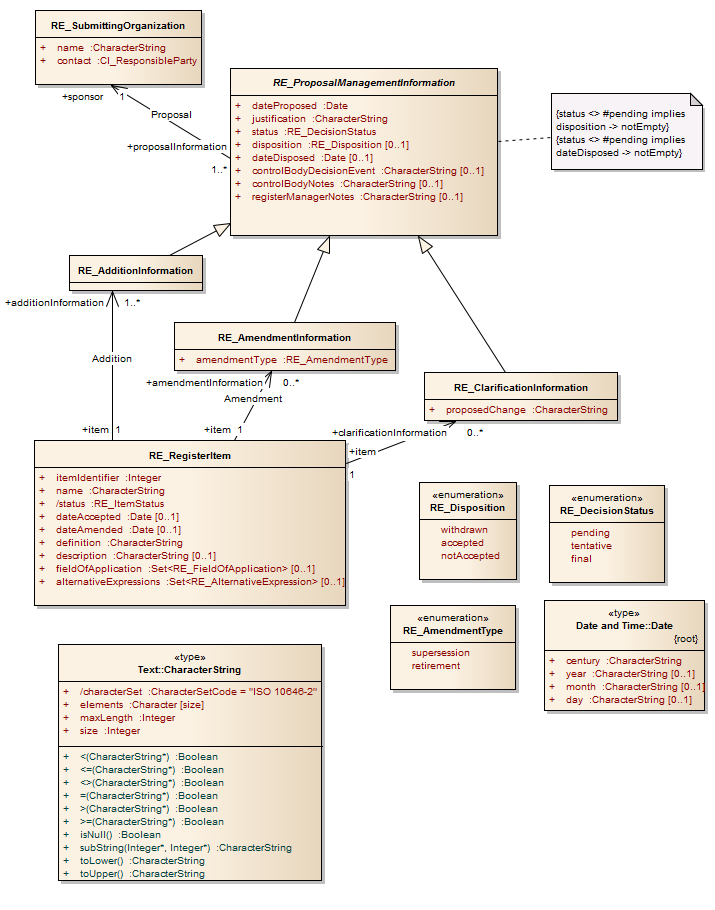 RE_SubmittingOrganization
+ name :CharacterString
+ contact :CI_ResponsibleParty
+sponsor 1
Proposal
+proposalInformation
1..*
RE_ProposalManagementInformation
+ dateProposed :Date
+ justification :CharacterString
+ status :RE_DecisionStatus
+ disposition :RE_Disposition [0..1]
+ dateDisposed :Date [0..1]
+ controlBodyDecisionEvent :CharacterString [0..1]
+ controlBodyNotes :CharacterString [0..1]
+ registerManagerNotes :CharacterString [0..1]
{status <> #pending implies
disposition -> notEmpty}
{status <> #pending implies
dateDisposed -> notEmpty}
RE_AdditionInformation
+additionInformation 1..*
Addition
+item 1
RE_AmendmentInformation
+ amendmentType :RE_AmendmentType
+amendmentInformation 0..*
Amendment
+item 1
RE_ClarificationInformation
+ proposedChange :CharacterString
+clarificationInformation 0..*
+item
1
RE_RegisterItem
+ itemIdentifier :Integer
+ name :CharacterString
+ /status :RE_ItemStatus
+ dateAccepted :Date [0..1]
+ dateAmended :Date [0..1]
+ definition :CharacterString
+ description :CharacterString [0..1]
+ fieldOfApplication :Set<RE_FieldOfApplication> [0..1]
+ alternativeExpressions :Set<RE_AlternativeExpression> [0..1]
«enumeration»
RE_Disposition
withdrawn
accepted
notAccepted
«enumeration»
RE_DecisionStatus
pending
tentative
final
«enumeration»
RE_AmendmentType
supersession
retirement
«type»
Date and Time::Date
{root}
+ century :CharacterString
+ year :CharacterString [0..1]
+ month :CharacterString [0..1]
+ day :CharacterString [0..1]
«type»
Text::CharacterString
+ /characterSet :CharacterSetCode = "ISO 10646-2"
+ elements :Character [size]
+ maxLength :Integer
+ size :Integer
+ <(CharacterString*) :Boolean
+ <=(CharacterString*) :Boolean
+ <>(CharacterString*) :Boolean
+ =(CharacterString*) :Boolean
+ >(CharacterString*) :Boolean
+ >=(CharacterString*) :Boolean
+ isNull() :Boolean
+ subString(Integer*, Integer*) :CharacterString
+ toLower() :CharacterString
+ toUpper() :CharacterString